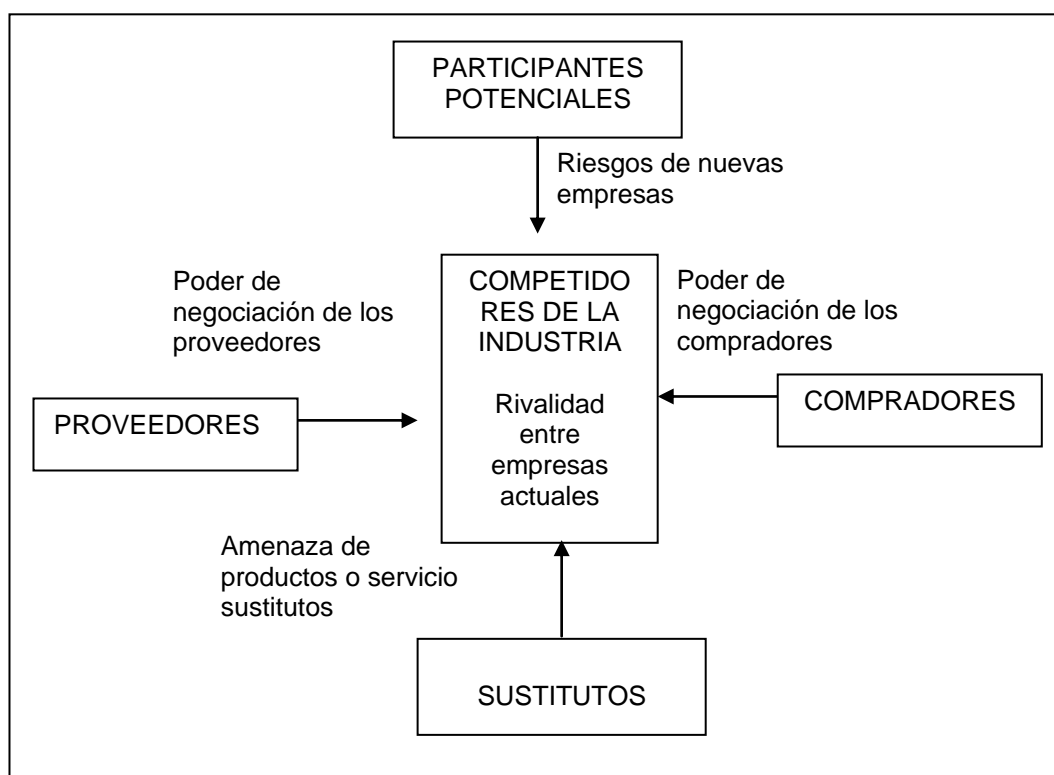 PARTICIPANTES
POTENCIALES
Riesgos de nuevas
empresas
Poder de
negociación de los
proveedores
COMPETIDO
RES DE LA
INDUSTRIA
Rivalidad
entre
empresas
actuales
Poder de
negociación de los
compradores
PROVEEDORES
COMPRADORES
Amenaza de
productos o servicio
sustitutos
SUSTITUTOS